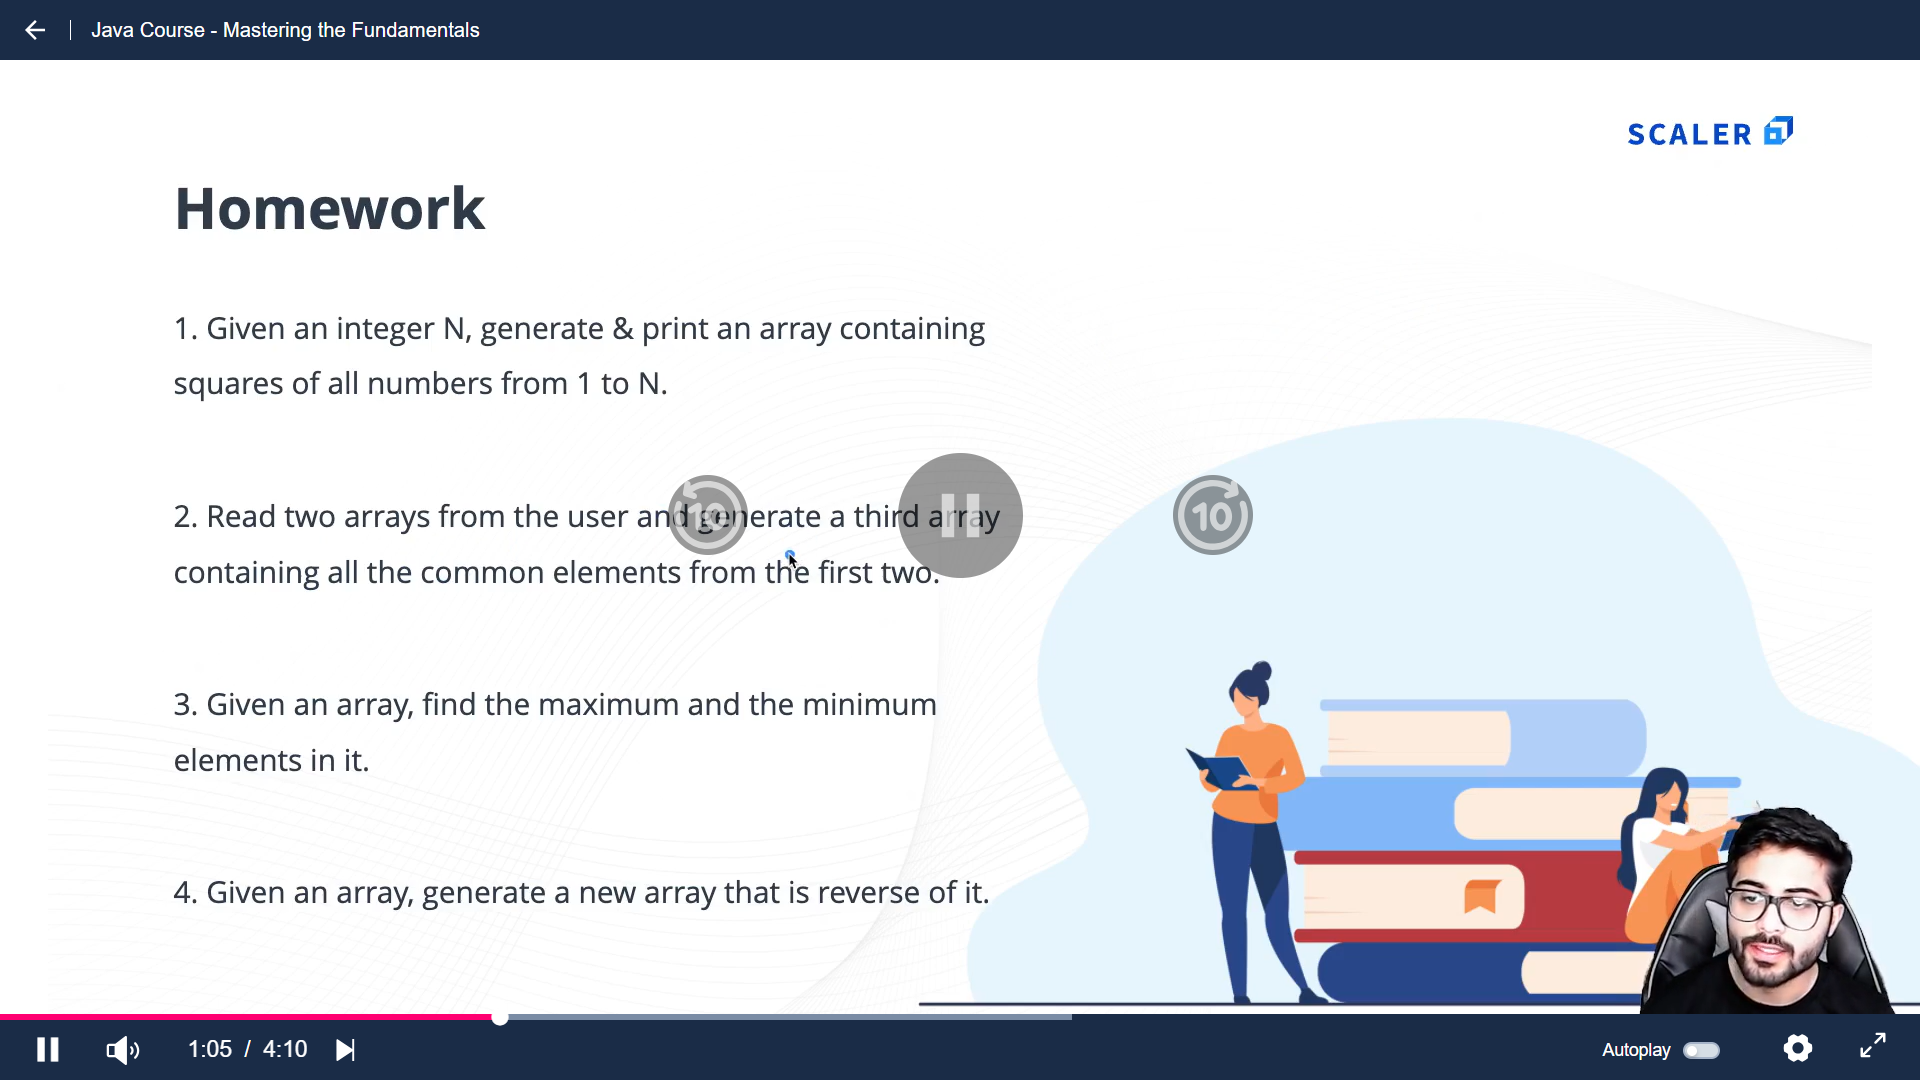 Java Course - Mastering the Fundamentals
SCALER
Homework
1. Given an integer N, generate & print an array containing
squares of all numbers from 1 to N.
2. Read two arrays from the user and generate a third array
containing all the common elements from the first two.
3. Given an array, find the maximum and the minimum
elements in it.
4. Given an array, generate a new array that is reverse of it.
10
10
1:05 / 4:10
Autoplay